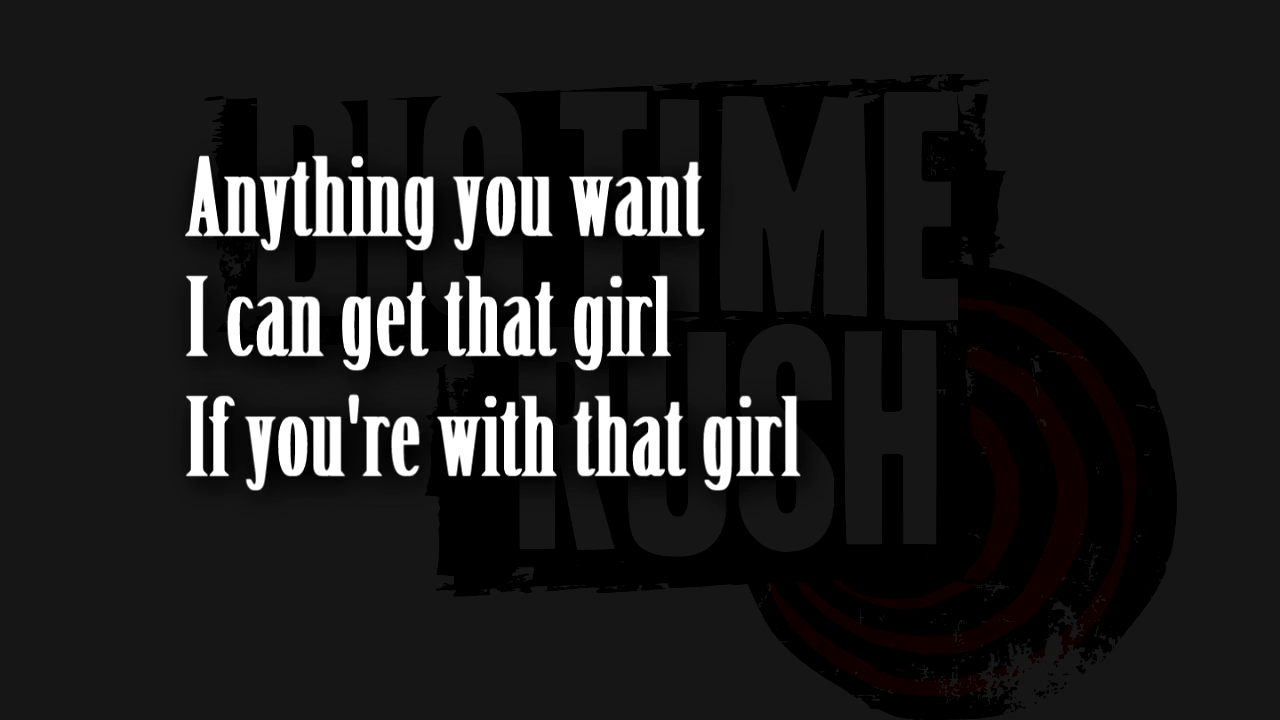 BIG TIME
RUSH
Anything you want
I can get that girl
If you're with that girl